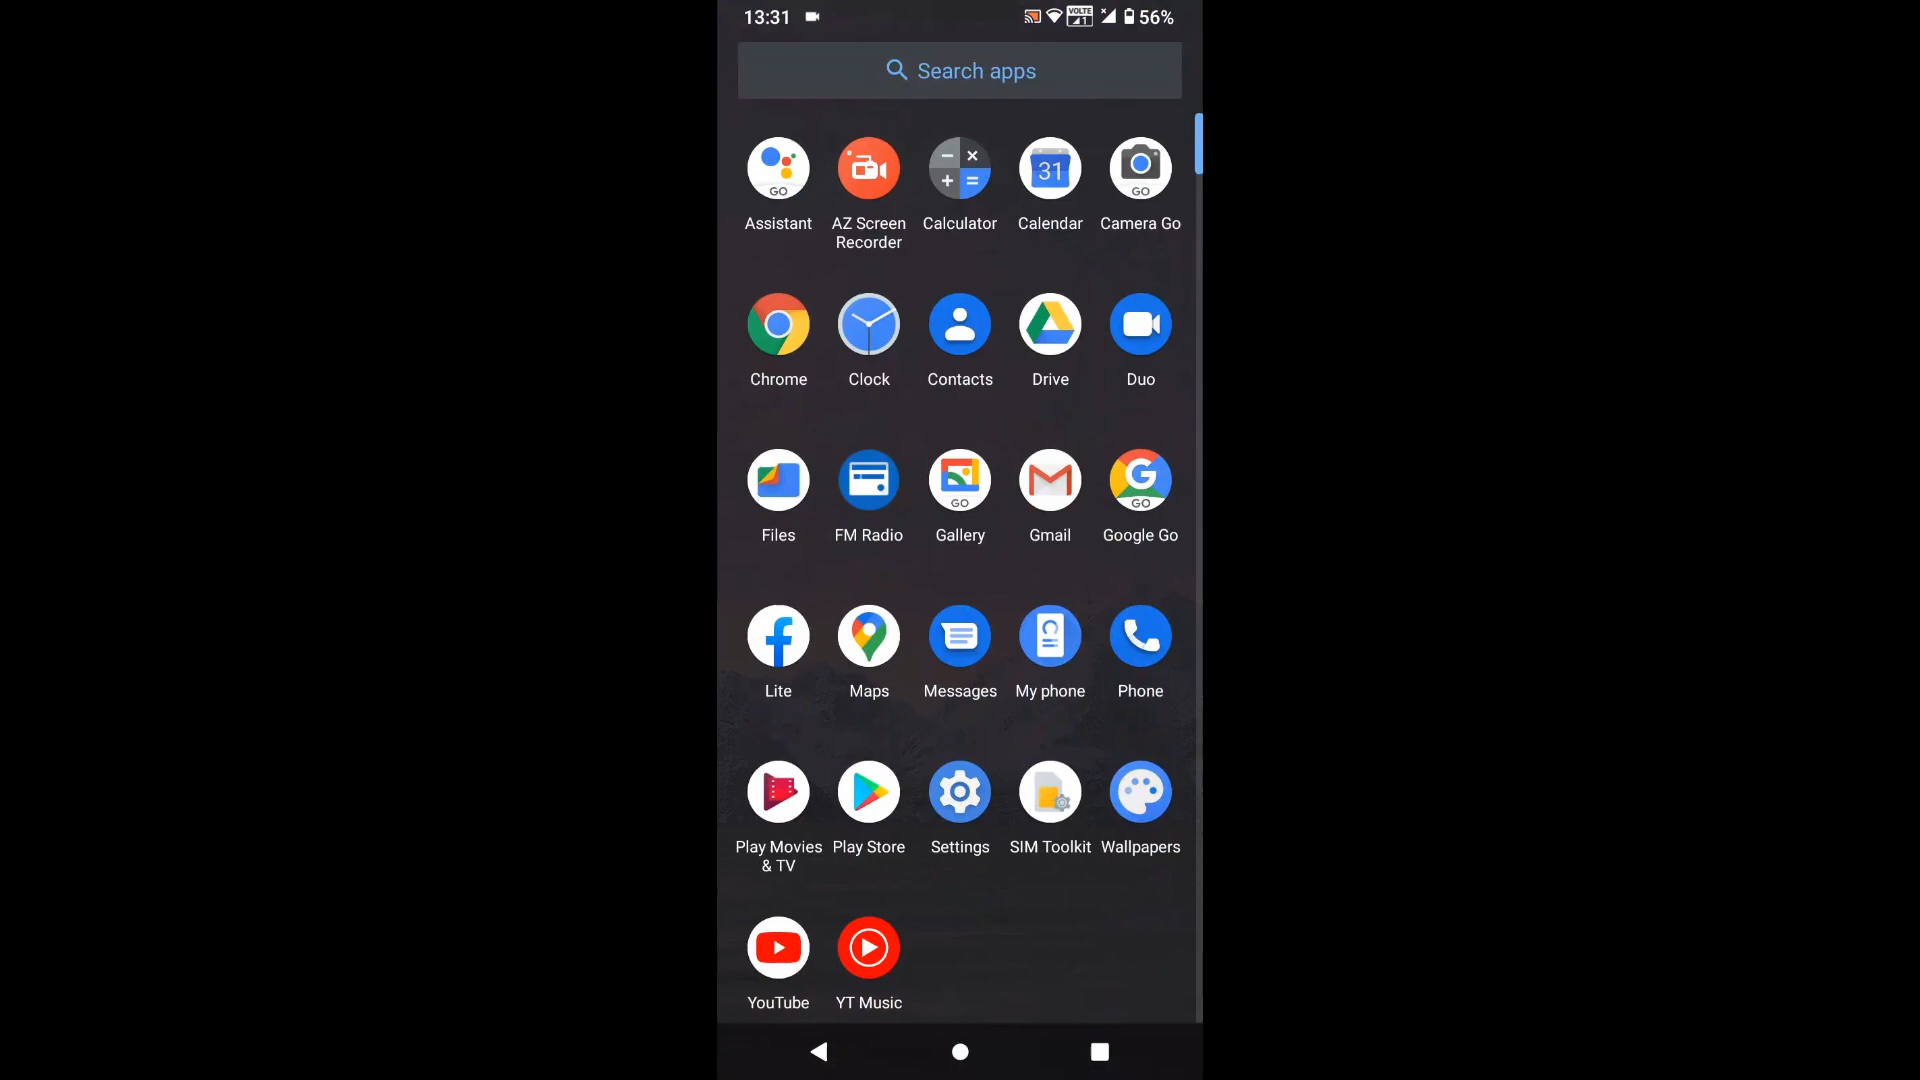 13:31
VOLTE
1
56%
Search apps
GO
31
GO
Assistant
AZ Screen
Recorder
Calculator
Calendar
Camera Go
Chrome
Clock
Contacts
Drive
Duo
GO
G
GO
Files
FM Radio
Gallery
Gmail
Google Go
Lite
Maps
Messages
My phone
Phone
Play Movies
& TV
Play Store
Settings
SIM Toolkit
Wallpapers
YouTube
YT Music